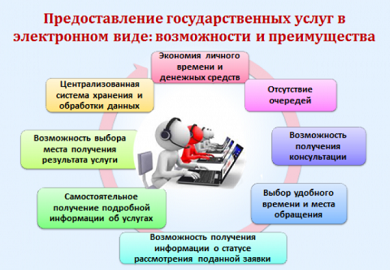 Предоставление государственных услуг в
электронном виде: возможности и преимущества
Экономия личного
времени и
денежных средств
Отсутствие
очередей
Возможность
получения
консультации
Выбор удобного
времени и места
обращения
Возможность получения
информации о статусе
рассмотрения поданной заявки
Самостоятельное
получение подробной
информации об услугах
Возможность выбора
места получения
результата услуги
Централизованная
система хранения и
обработки данных